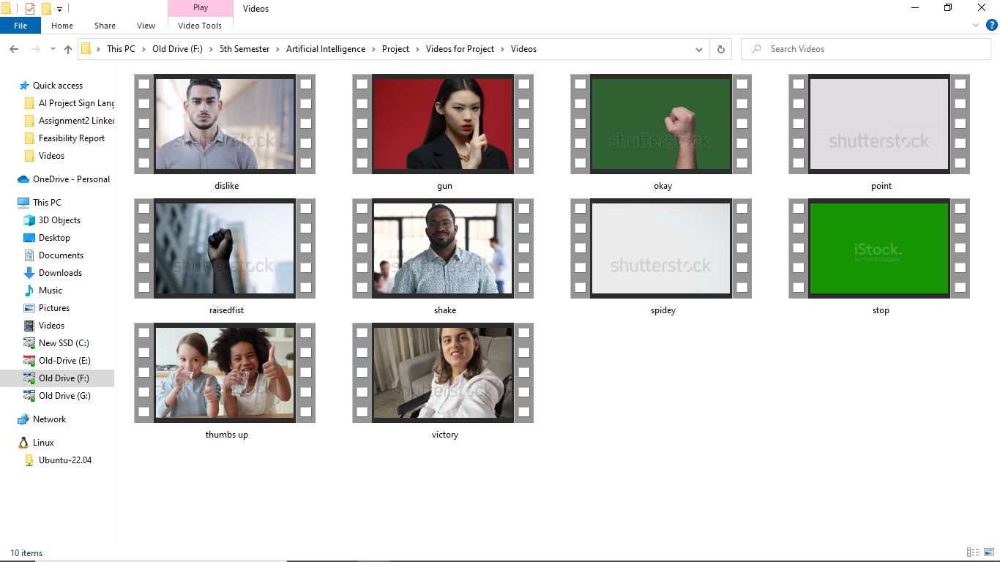 Play
Videos
File
Home
Share
View
Video Tools
This PC
Old Drive (F:)
5th Semester
Artificial Intelligence
Project
Videos for Project
Videos
Search Videos
Quick access
AI Project Sign Lang
Assignment2 Linked
Feasibility Report
Videos
OneDrive - Personal
This PC
3D Objects
Desktop
Documents
Downloads
Music
Pictures
Videos
New SSD (C:)
Old-Drive (E:)
Old Drive (F:)
Old Drive (G:)
Network
Linux
Ubuntu-22.04
shutterstock
shutterstock
shutterstock
dislike
gun
okay
point
shutterstock
shutterstock
shutterstock
iStock.
by Getty Images
raisedfist
shake
spidey
stop
shutterstock
shutterstock
thumbs up
victory
10 items